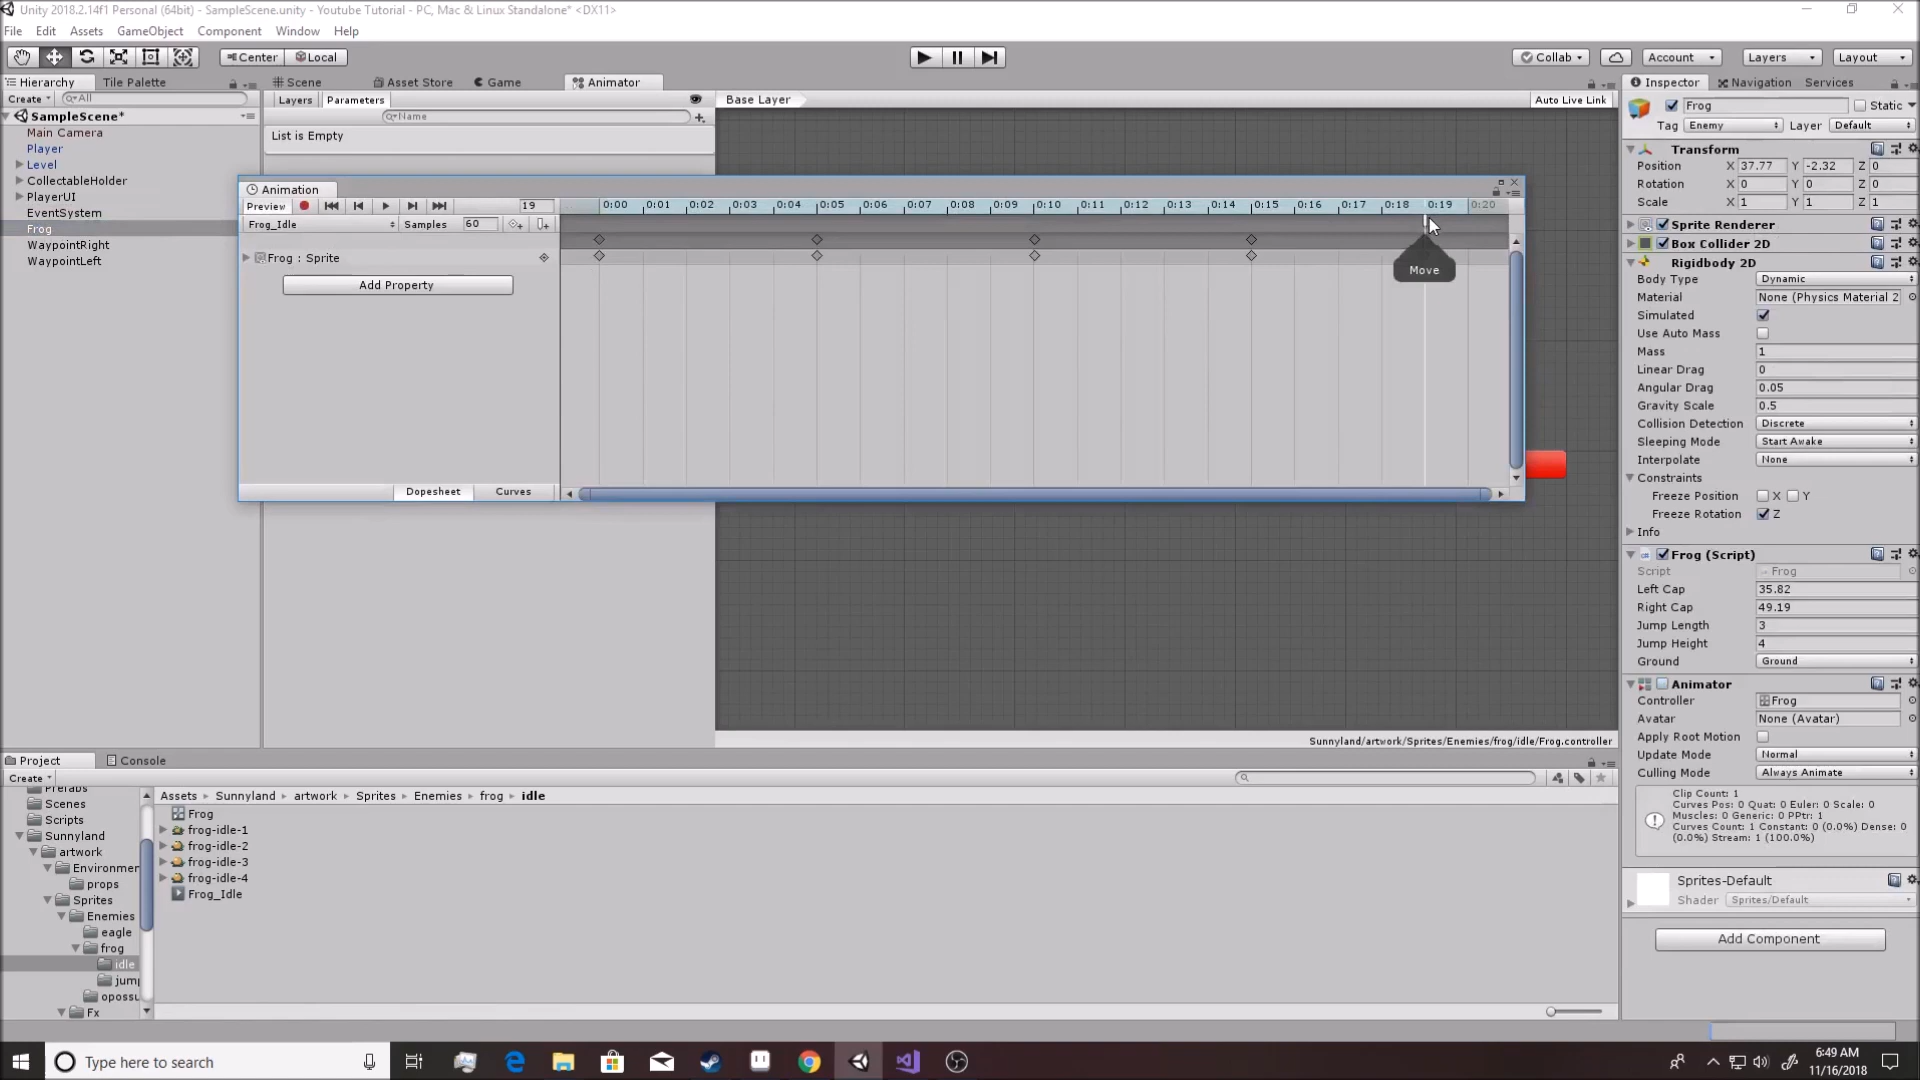 Unity 2018.2.14f1 Personal (64bit) - SampleScene.unity - Youtube Tutorial - PC, Mac & Linux Standalone* <DX11>
File Edit Assets GameObject Component Window Help
Center Local Collab Account Layers Layout
Hierarchy Tile Palette Scene Asset Store Game Animator Inspector Navigation Services
Create All
Layers Parameters Base Layer Auto Live Link
Name
List is Empty
SampleScene*
Main Camera
Player
Level
CollectableHolder
PlayerUI
EventSystem
Frog
WaypointRight
WaypointLeft
Animation
Preview 19 0:00 0:01 0:02 0:03 0:04 0:05 0:06 0:07 0:08 0:09 0:10 0:11 0:12 0:13 0:14 0:15 0:16 0:17 0:18 0:19 0:20
Frog_Idle Samples 60
Frog : Sprite
Move
Add Property
Dopesheet Curves
Sunnyland/artwork/Sprites/Enemies/frog/idle/Frog.controller
Frog Static
Tag Enemy Layer Default
Transform
Position X 37.77 Y -2.32 Z 0
Rotation X 0 Y 0 Z 0
Scale X 1 Y 1 Z 1
Sprite Renderer
Box Collider 2D
Rigidbody 2D
Body Type Dynamic
Material None (Physics Material 2
Simulated
Use Auto Mass
Mass 1
Linear Drag 0
Angular Drag 0.05
Gravity Scale 0.5
Collision Detection Discrete
Sleeping Mode Start Awake
Interpolate None
Constraints
Freeze Position X Y
Freeze Rotation Z
Info
Frog (Script)
Script Frog
Left Cap 35.82
Right Cap 49.19
Jump Length 3
Jump Height 4
Ground Ground
Animator
Controller Frog
Avatar None (Avatar)
Apply Root Motion
Update Mode Normal
Culling Mode Always Animate
Clip Count: 1
Curves Pos: 0 Quat: 0 Euler: 0 Scale: 0
Muscles: 0 Generic: 0 PPtr: 1
Curves Count: 1 Constant: 0 (0.0%) Dense: 0
(0.0%) Stream: 1 (100.0%)
Sprites-Default
Shader Sprites/Default
Add Component
Project Console
Create
Prefabs
Scenes
Scripts
Sunnyland
artwork
Environmer
props
Sprites
Enemies
eagle
frog
idle
jump
opossu
Fx
Assets Sunnyland artwork Sprites Enemies frog idle
Frog
frog-idle-1
frog-idle-2
frog-idle-3
frog-idle-4
Frog_Idle
Type here to search
6:49 AM
11/16/2018